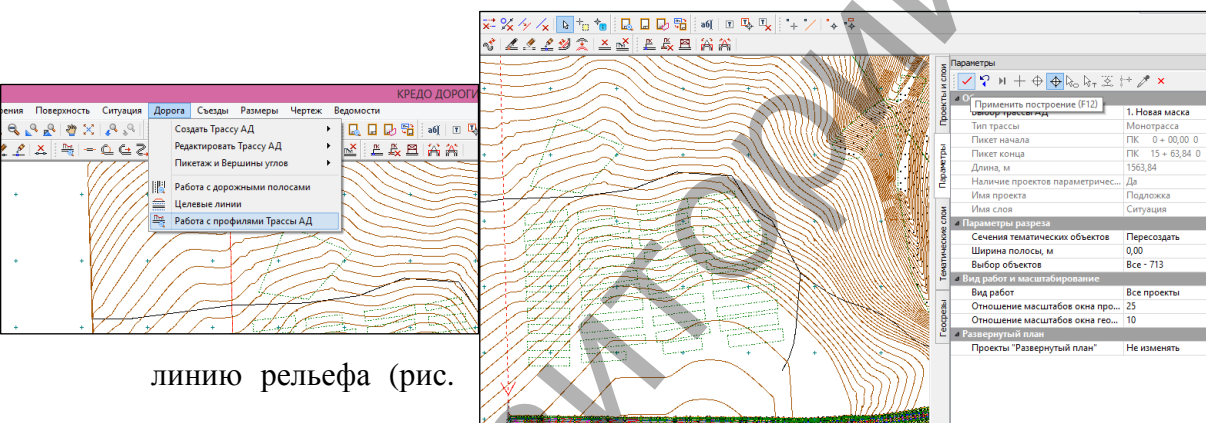 КРЕДО ДОРОГИ
ения Поверхность Ситуация Дорога Съезды Размеры Чертеж Ведомости
Создать Трассу АД
Редактировать Трассу АД
Пикетаж и Вершины углов
Работа с дорожными полосами
Целевые линии
Работа с профилями Трассы АД
линию рельефа (рис.
Проекты и слои
Параметры
Тематические слои
Георезы
Параметры
Применить построение (F12)
Выбор трассы АД 1. Новая маска
Тип трассы Монотрасса
Пикет начала ПК 0 + 00,00 0
Пикет конца ПК 15 + 63,84 0
Длина, м 1563,84
Наличие проектов параметричес... Да
Имя проекта Подложка
Имя слоя Ситуация
Параметры разреза
Сечения тематических объектов Пересоздать
Ширина полосы, м 0,00
Выбор объектов Все - 713
Вид работ и масштабирование
Вид работ Все проекты
Отношение масштабов окна про... 25
Отношение масштабов окна гео... 10
Развернутый план
Проекты "Развернутый план" Не изменять